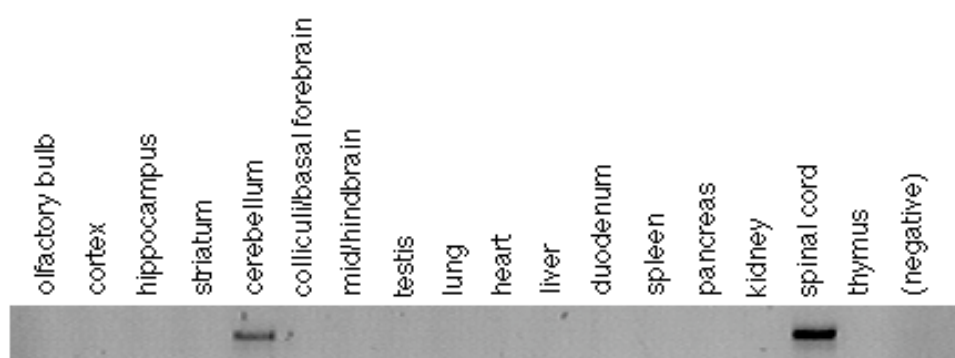 olfactory bulb
cortex
hippocampus
striatum
cerebellum
colliculi/basal forebrain
mid/hindbrain
testis
lung
heart
liver
duodenum
spleen
pancreas
kidney
spinal cord
thymus
(negative)